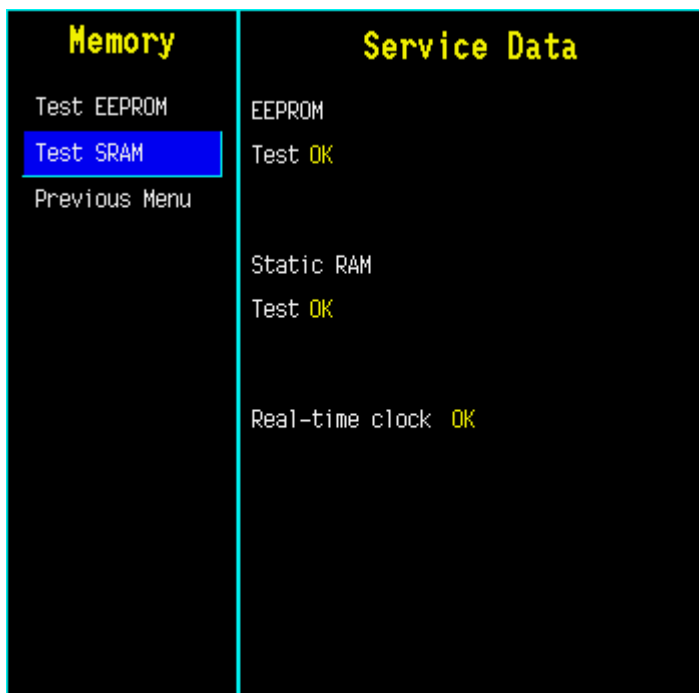 Memory
Test EEPROM
Test SRAM
Previous Menu
Service Data
EEPROM
Test OK
Static RAM
Test OK
Real-time clock OK